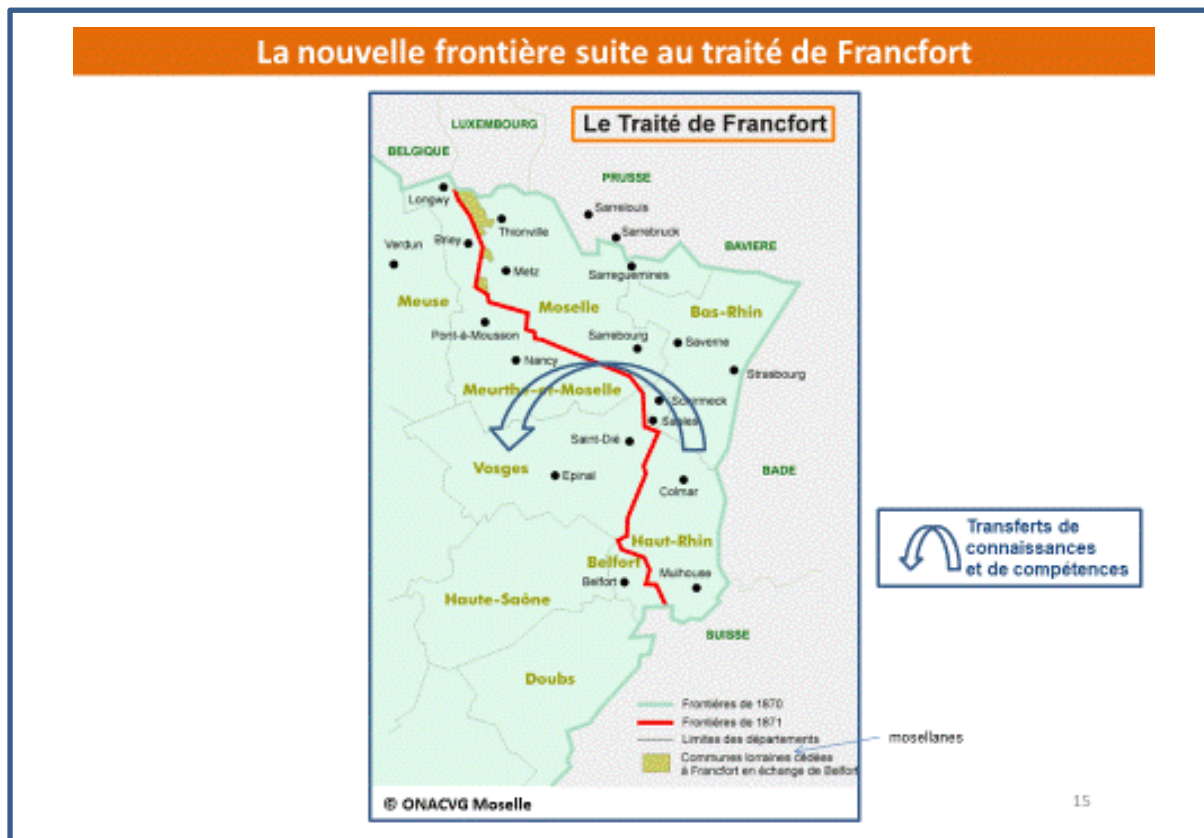 La nouvelle frontière suite au traité de Francfort
Le Traité de Francfort
LUXEMBOURG
BELGIQUE
PRUSSE
Longwy
Sarrelouis
Thionville
Sarrebruck
Verdun
Briey
BAVIERE
Metz
Sarreguemines
Meuse
Moselle
Bas-Rhin
Pont-à-Mousson
Sarrebourg
Saverne
Nancy
Strasbourg
Meurthe-et-Moselle
Schirmeck
Saales
Saint-Dié
Vosges
Epinal
BADE
Colmar
Transferts de
connaissances
et de compétences
Haut-Rhin
Belfort
Belfort
Mulhouse
Haute-Saône
SUISSE
Doubs
Frontières de 1870
Frontières de 1871
Limites des départements
mosellanes
Communes lorraines cédées
à Francfort en échange de Belfort
© ONACVG Moselle
15